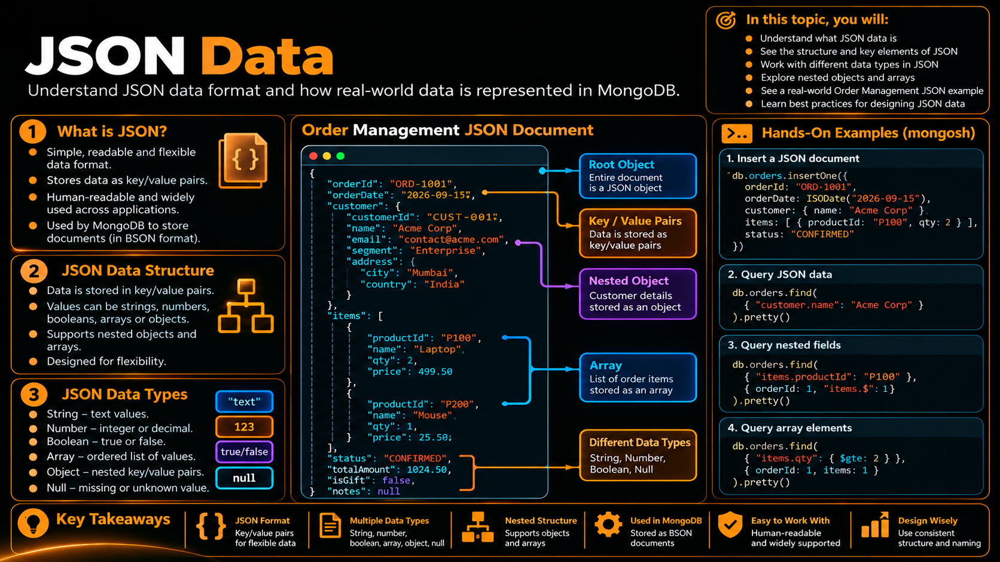 JSON Data
Understand JSON data format and how real-world data is represented in MongoDB.
In this topic, you will:
Understand what JSON data is
See the structure and key elements of JSON
Work with different data types in JSON
Explore nested objects and arrays
See a real-world Order Management JSON example
Learn best practices for designing JSON data
1 What is JSON?
Simple, readable and flexible
data format.
Stores data as key/value pairs.
Human-readable and widely
used across applications.
Used by MongoDB to store
documents (in BSON format).
{ }
2 JSON Data Structure
Data is stored in key/value pairs.
Values can be strings, numbers,
booleans, arrays or objects.
Supports nested objects and
arrays.
Designed for flexibility.
3 JSON Data Types
String – text values.
Number – integer or decimal.
Boolean – true or false.
Array – ordered list of values.
Object – nested key/value pairs.
Null – missing or unknown value.
"text"
123
true/false
null
Order Management JSON Document
{
"orderId": "ORD-1001",
"orderDate": "2026-09-15",
"customer": {
"customerId": "CUST-001",
"name": "Acme Corp",
"email": "contact@acme.com",
"segment": "Enterprise",
"address": {
"city": "Mumbai",
"country": "India"
}
},
"items": [
{
"productId": "P100",
"name": "Laptop",
"qty": 2,
"price": 499.50
},
{
"productId": "P200",
"name": "Mouse",
"qty": 1,
} "price": 25.50
],
"status": "CONFIRMED",
"totalAmount": 1024.50,
"isGift": false,
} "notes": null
Root Object
Entire document
is a JSON object
Key / Value Pairs
Data is stored as
key/value pairs
Nested Object
Customer details
stored as an object
Array
List of order items
stored as an array
Different Data Types
String, Number,
Boolean, Null
>.. Hands-On Examples (mongosh)
1. Insert a JSON document
db.orders.insertOne({
orderId: "ORD-1001",
orderDate: ISODate("2026-09-15"),
customer: { name: "Acme Corp" },
items: [ { productId: "P100", qty: 2 } ],
status: "CONFIRMED"
})
2. Query JSON data
db.orders.find(
{ "customer.name": "Acme Corp" }
).pretty()
3. Query nested fields
db.orders.find(
{ "items.productId": "P100" },
{ orderId: 1, "items.$": 1}
).pretty()
4. Query array elements
db.orders.find(
{ "items.qty": { $gte: 2 } },
{ orderId: 1, items: 1 }
).pretty()
Key Takeaways
{ }
JSON Format
Key/value pairs
for flexible data
Multiple Data Types
String, number,
boolean, array, object, null
Nested Structure
Supports objects
and arrays
Used in MongoDB
Stored as BSON
documents
Easy to Work With
Human-readable
and widely supported
Design Wisely
Use consistent
structure and naming